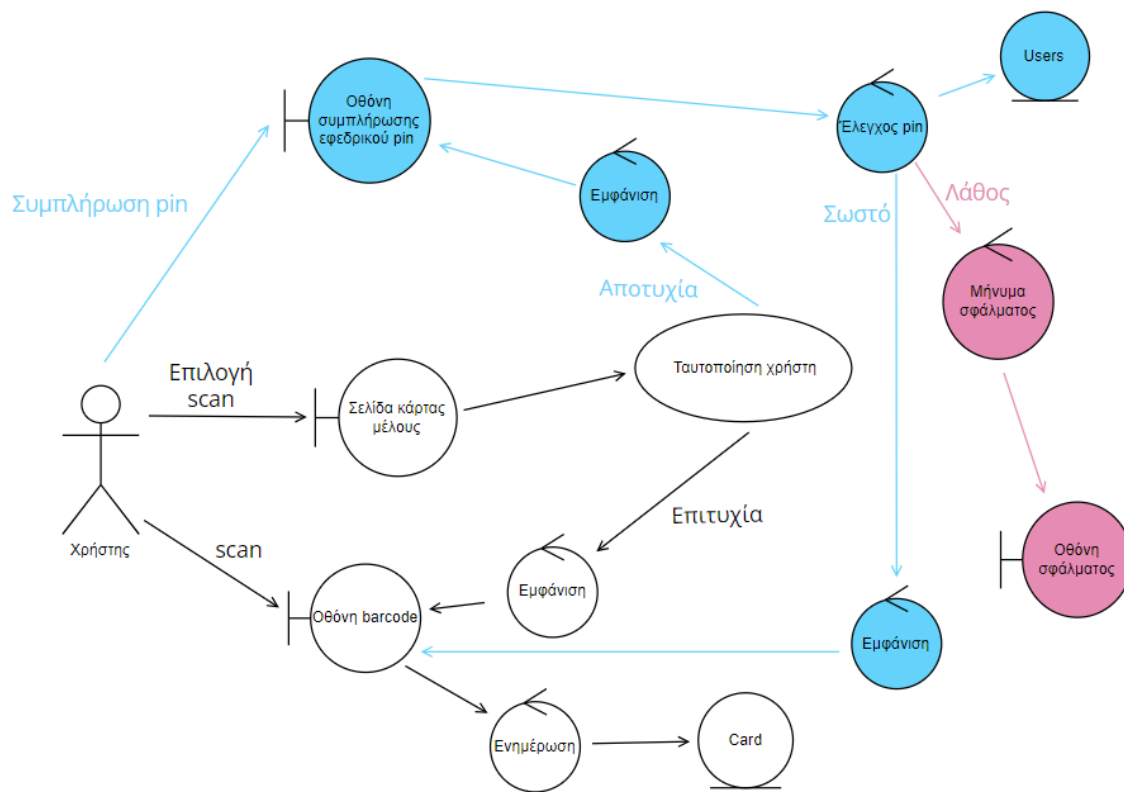 Users
Οθόνη
συμπλήρωσης
εφεδρικού pin
Έλεγχος pin
Εμφάνιση
Συμπλήρωση pin
Λάθος
Σωστό
Αποτυχία
Μήνυμα
σφάλματος
Επιλογή
scan
Σελίδα κάρτας
μέλους
Ταυτοποίηση χρήστη
Επιτυχία
Χρήστης
scan
Οθόνη
σφάλματος
Εμφάνιση
Οθόνη barcode
Εμφάνιση
Ενημέρωση
Card